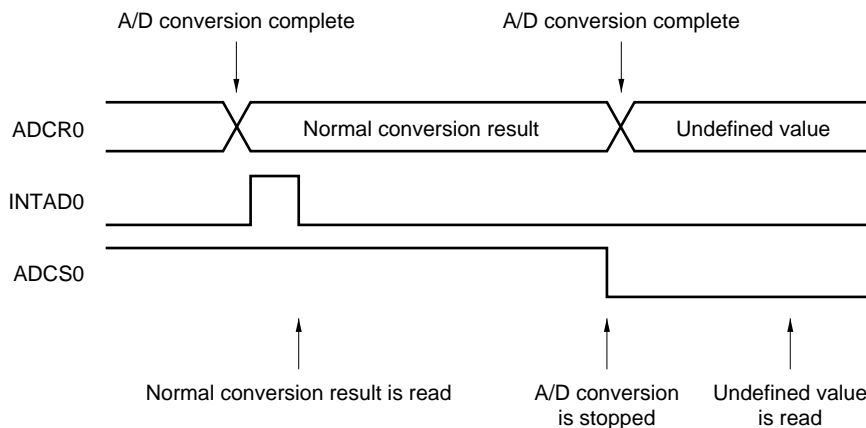 A/D conversion complete
A/D conversion complete
ADCR0
Normal conversion result
Undefined value
INTAD0
ADCS0
Normal conversion result is read
A/D conversion
is stopped
Undefined value
is read